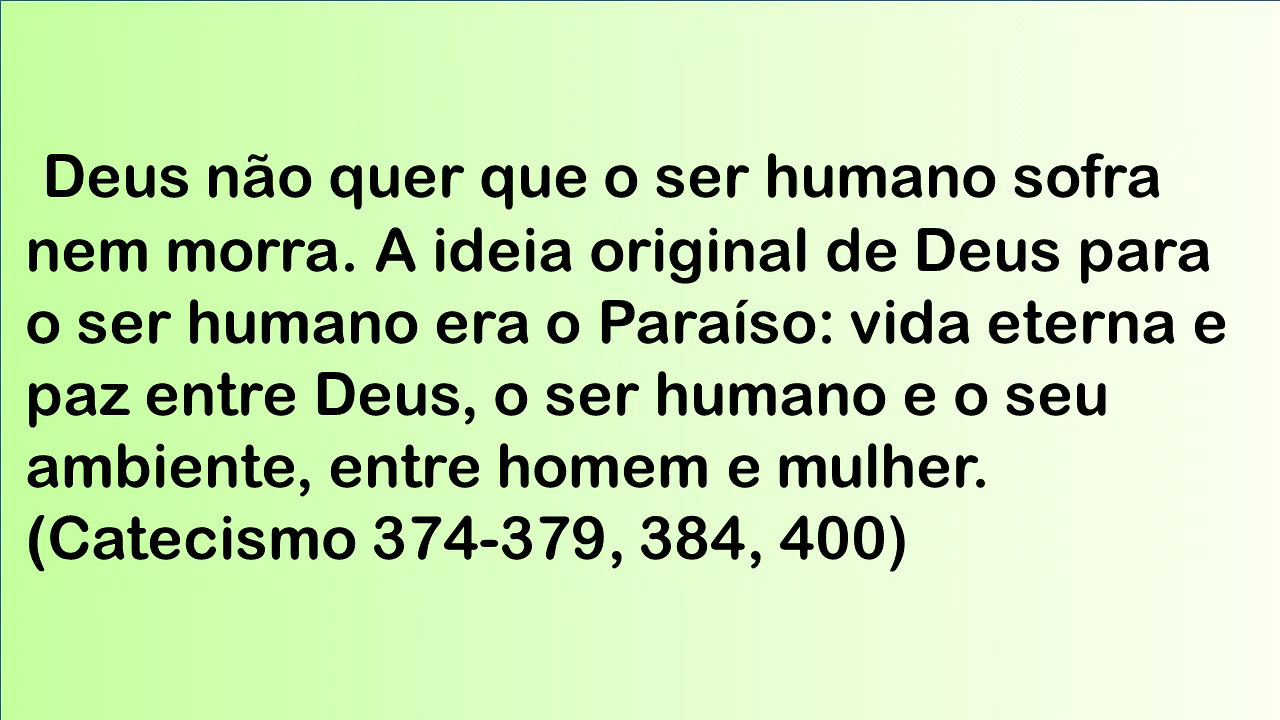 Deus não quer que o ser humano sofra
nem morra. A ideia original de Deus para
o ser humano era o Paraíso: vida eterna e
paz entre Deus, o ser humano e o seu
ambiente, entre homem e mulher.
(Catecismo 374-379, 384, 400)